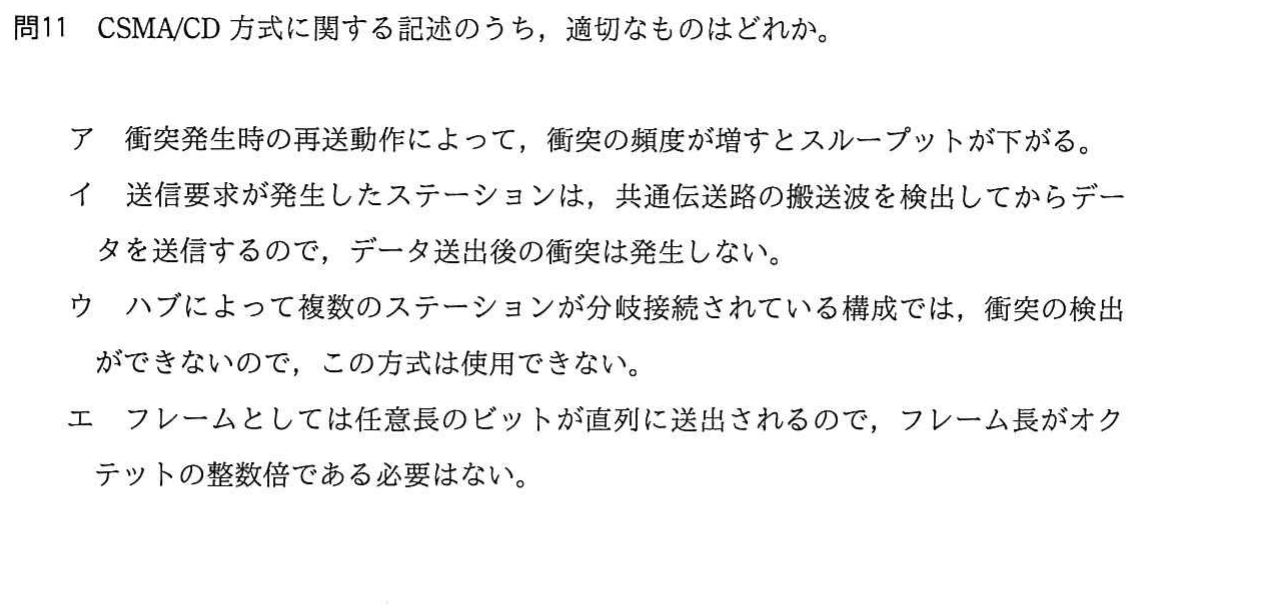 問11 CSMA/CD 方式に関する記述のうち，適切なものはどれか。
ア 衝突発生時の再送動作によって，衝突の頻度が増すとスループットが下がる。
イ 送信要求が発生したステーションは，共通伝送路の搬送波を検出してからデー
タを送信するので，データ送出後の衝突は発生しない。
ウ ハブによって複数のステーションが分岐接続されている構成では，衝突の検出
ができないので，この方式は使用できない。
エ フレームとしては任意長のビットが直列に送出されるので，フレーム長がオク
テットの整数倍である必要はない。